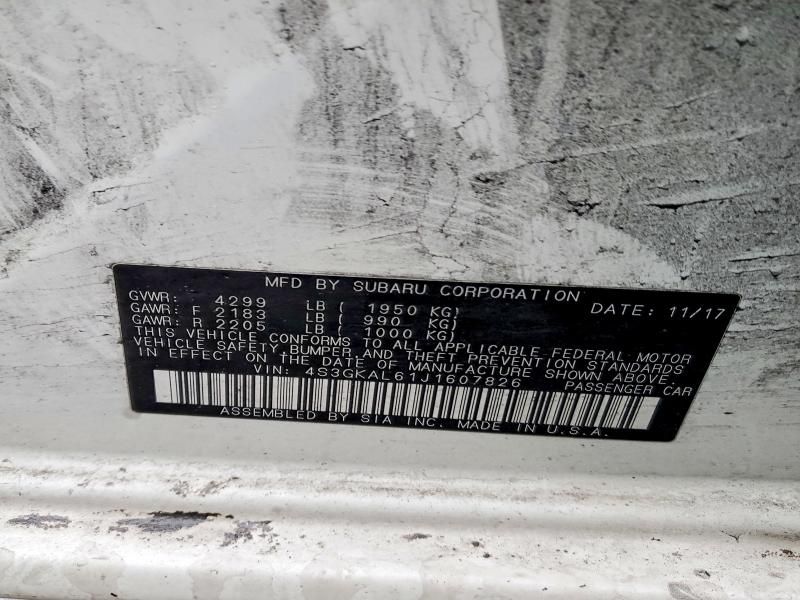 MFD BY SUBARU CORPORATION DATE: 11/17
GVWR: 4299 LB ( 1950 KG)
GAWR: F 2183 LB ( 990 KG)
GAWR: R 2205 LB ( 1000 KG)
THIS VEHICLE CONFORMS TO ALL APPLICABLE FEDERAL MOTOR
VEHICLE SAFETY, BUMPER AND THEFT PREVENTION STANDARDS
IN EFFECT ON THE DATE OF MANUFACTURE SHOWN ABOVE.
VIN: 4S3GKAL61J1607826 PASSENGER CAR
ASSEMBLED BY SIA INC. MADE IN U.S.A.